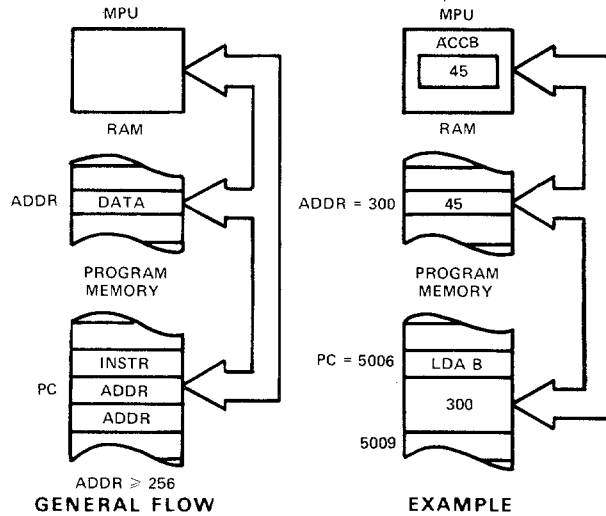 MPU
RAM
ADDR
DATA
PROGRAM
MEMORY
INSTR
PC
ADDR
ADDR
ADDR ⩾ 256
GENERAL FLOW
MPU
ACCB
45
RAM
ADDR = 300
45
PROGRAM
MEMORY
PC = 5006
LDA B
300
5009
EXAMPLE